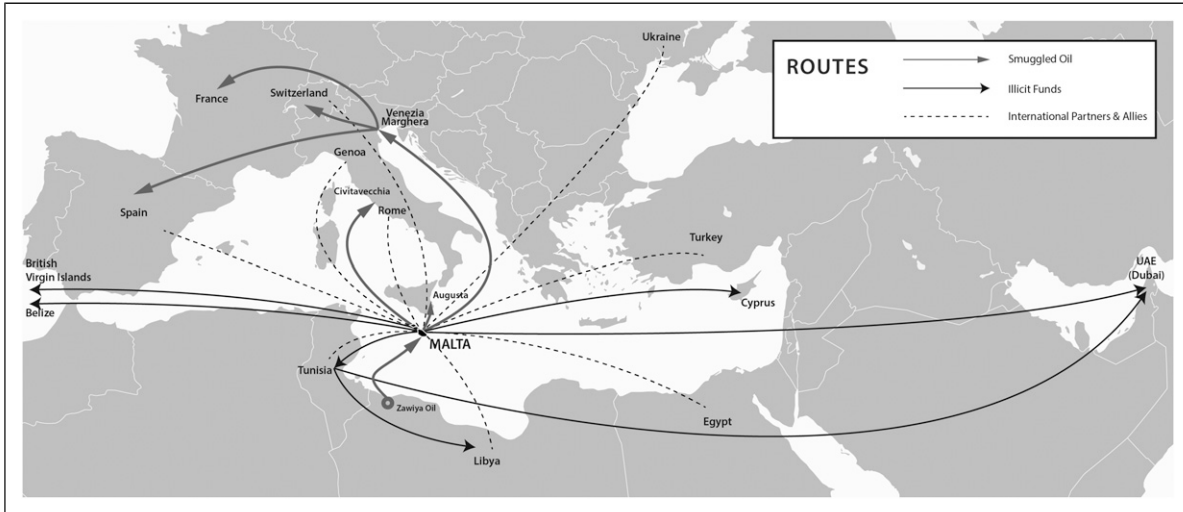 Ukraine
ROUTES
Smuggled Oil
Illicit Funds
International Partners & Allies
France
Switzerland
Venezia
Marghera
Genoa
Civitavecchia
Rome
Spain
Turkey
British
Virgin Islands
Belize
UAE
(Dubai)
Augusta
Cyprus
MALTA
Tunisia
Zawiya Oil
Egypt
Libya